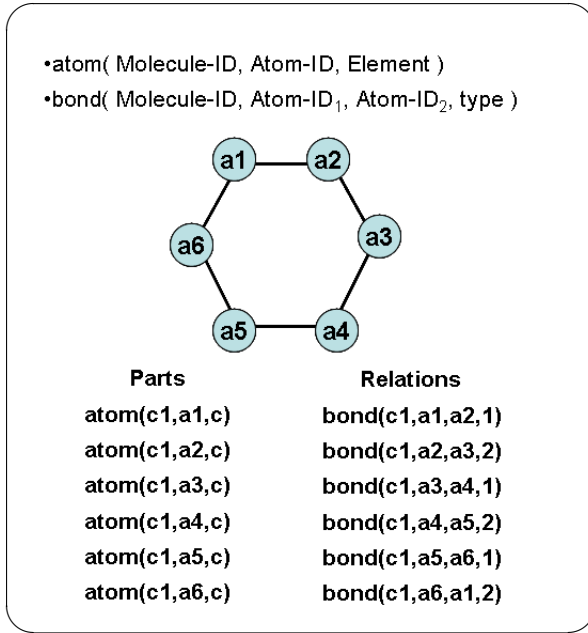 •atom( Molecule-ID, Atom-ID, Element )
•bond( Molecule-ID, Atom-ID₁, Atom-ID₂, type )
a1 a2
a6 a3
a5 a4
Parts Relations
atom(c1,a1,c) bond(c1,a1,a2,1)
atom(c1,a2,c) bond(c1,a2,a3,2)
atom(c1,a3,c) bond(c1,a3,a4,1)
atom(c1,a4,c) bond(c1,a4,a5,2)
atom(c1,a5,c) bond(c1,a5,a6,1)
atom(c1,a6,c) bond(c1,a6,a1,2)